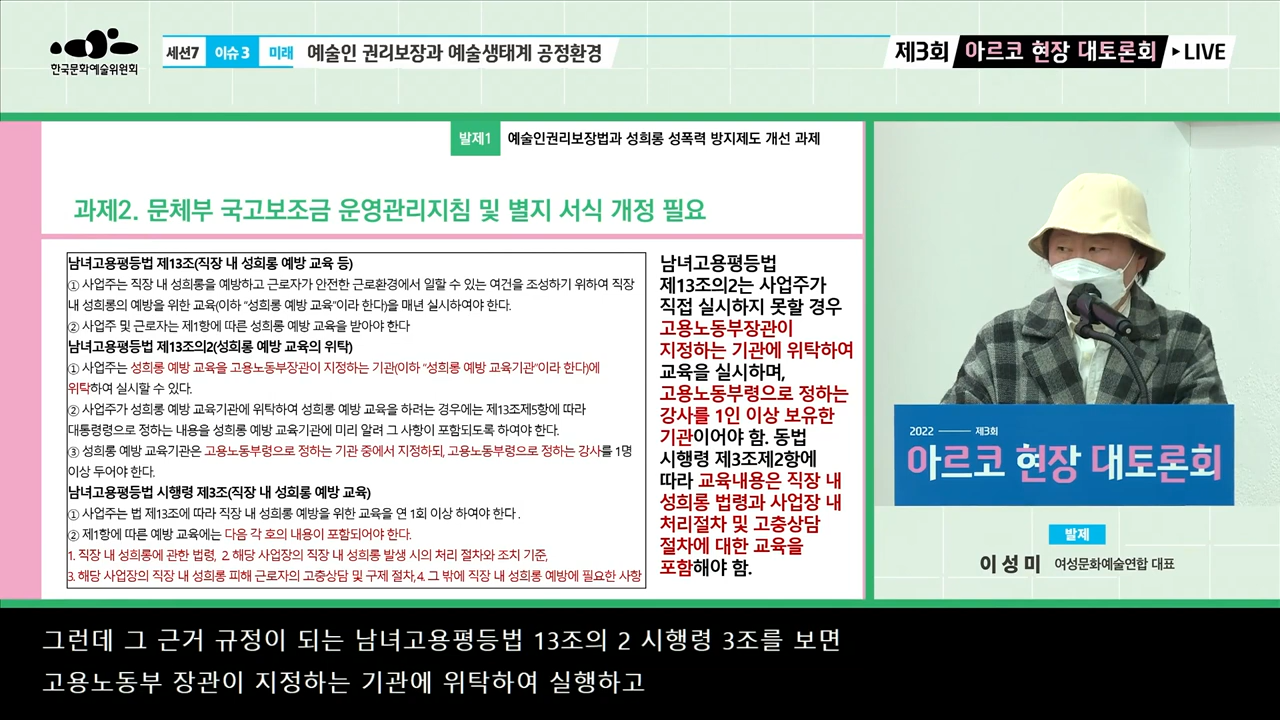 한국문화예술위원회
세션7 이슈 3 미래 예술인 권리보장과 예술생태계 공정환경
제3회 아르코 현장 대토론회 ▸ LIVE
발제1 예술인권리보장법과 성희롱 성폭력 방지제도 개선 과제
과제2. 문체부 국고보조금 운영관리지침 및 별지 서식 개정 필요
남녀고용평등법 제13조(직장 내 성희롱 예방 교육 등)
① 사업주는 직장 내 성희롱을 예방하고 근로자가 안전한 근로환경에서 일할 수 있는 여건을 조성하기 위하여 직장
내 성희롱의 예방을 위한 교육(이하 "성희롱 예방 교육"이라 한다)을 매년 실시하여야 한다.
② 사업주 및 근로자는 제1항에 따른 성희롱 예방 교육을 받아야 한다
남녀고용평등법 제13조의2(성희롱 예방 교육의 위탁)
① 사업주는 성희롱 예방 교육을 고용노동부장관이 지정하는 기관(이하 "성희롱 예방 교육기관"이라 한다)에
위탁하여 실시할 수 있다.
② 사업주가 성희롱 예방 교육기관에 위탁하여 성희롱 예방 교육을 하려는 경우에는 제13조제5항에 따라
대통령령으로 정하는 내용을 성희롱 예방 교육기관에 미리 알려 그 사항이 포함되도록 하여야 한다.
③ 성희롱 예방 교육기관은 고용노동부령으로 정하는 기관 중에서 지정하되, 고용노동부령으로 정하는 강사를 1명
이상 두어야 한다.
남녀고용평등법 시행령 제3조(직장 내 성희롱 예방 교육)
① 사업주는 법 제13조에 따라 직장 내 성희롱 예방을 위한 교육을 연 1회 이상 하여야 한다 .
② 제1항에 따른 예방 교육에는 다음 각 호의 내용이 포함되어야 한다.
1. 직장 내 성희롱에 관한 법령, 2. 해당 사업장의 직장 내 성희롱 발생 시의 처리 절차와 조치 기준,
3. 해당 사업장의 직장 내 성희롱 피해 근로자의 고충상담 및 구제 절차, 4. 그 밖에 직장 내 성희롱 예방에 필요한 사항
남녀고용평등법
제13조의2는 사업주가
직접 실시하지 못할 경우
고용노동부장관이
지정하는 기관에 위탁하여
교육을 실시하며,
고용노동부령으로 정하는
강사를 1인 이상 보유한
기관이어야 함. 동법
시행령 제3조제2항에
따라 교육내용은 직장 내
성희롱 법령과 사업장 내
처리절차 및 고충상담
절차에 대한 교육을
포함해야 함.
2022 제3회
아르코 현장 대토론회
발제
이성미 여성문화예술연합 대표
그런데 그 근거 규정이 되는 남녀고용평등법 13조의 2 시행령 3조를 보면
고용노동부 장관이 지정하는 기관에 위탁하여 실행하고